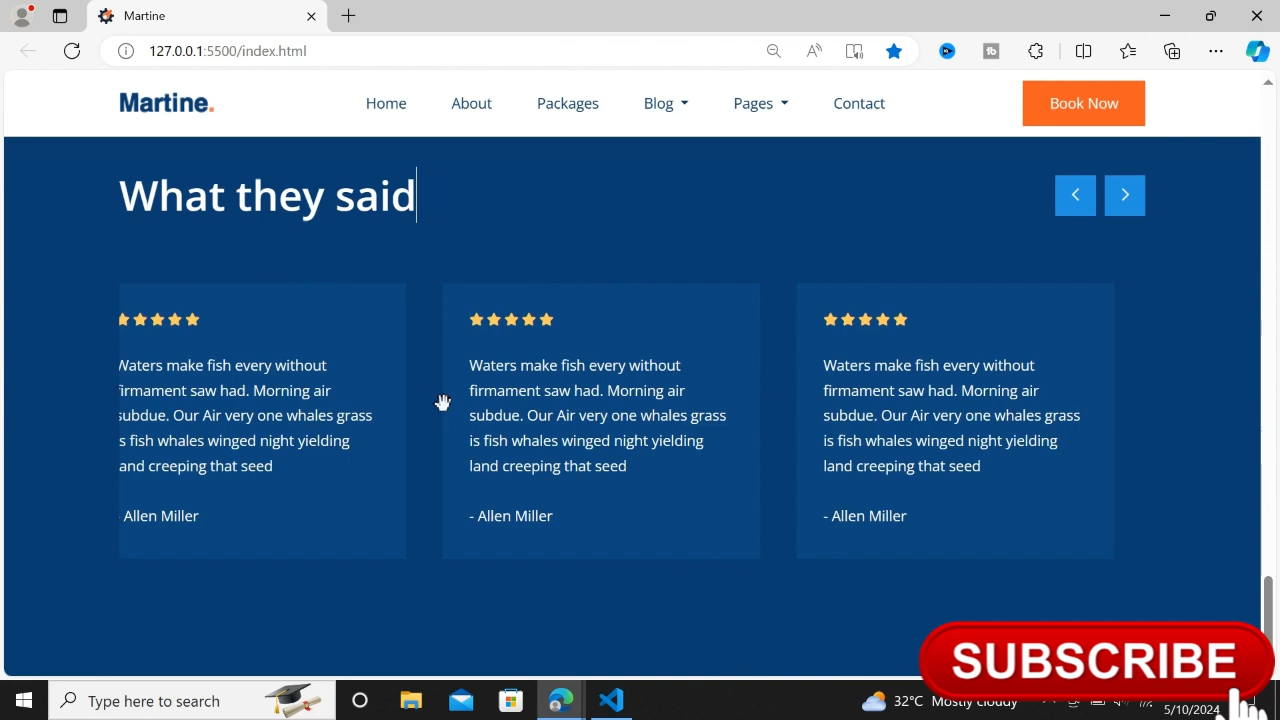 Martine
127.0.0.1:5500/index.html
Martine.
Home
About
Packages
Blog
Pages
Contact
Book Now
What they said
Waters make fish every without
firmament saw had. Morning air
subdue. Our Air very one whales grass
is fish whales winged night yielding
land creeping that seed
- Allen Miller
Waters make fish every without
firmament saw had. Morning air
subdue. Our Air very one whales grass
is fish whales winged night yielding
land creeping that seed
- Allen Miller
Waters make fish every without
firmament saw had. Morning air
subdue. Our Air very one whales grass
is fish whales winged night yielding
land creeping that seed
- Allen Miller
SUBSCRIBE
Type here to search
32°C Mostly cloudy
5/10/2024